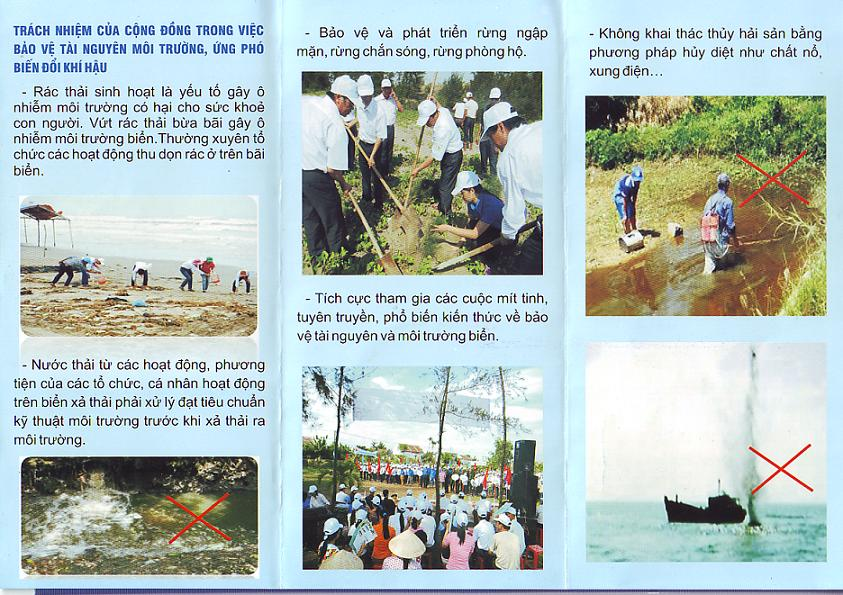 TRÁCH NHIỆM CỦA CỘNG ĐỒNG TRONG VIỆC
BẢO VỆ TÀI NGUYÊN MÔI TRƯỜNG, ỨNG PHÓ
BIẾN ĐỔI KHÍ HẬU
- Rác thải sinh hoạt là yếu tố gây ô
nhiễm môi trường có hại cho sức khoẻ
con người. Vứt rác thải bừa bãi gây ô
nhiễm môi trường biển.Thường xuyên tổ
chức các hoạt động thu dọn rác ở trên bãi
biển.
- Nước thải từ các hoạt động, phương
tiện của các tổ chức, cá nhân hoạt động
trên biển xả thải phải xử lý đạt tiêu chuẩn
kỹ thuật môi trường trước khi xả thải ra
môi trường.
- Bảo vệ và phát triển rừng ngập
mặn, rừng chắn sóng, rừng phòng hộ.
- Tích cực tham gia các cuộc mít tinh,
tuyên truyền, phổ biến kiến thức về bảo
vệ tài nguyên và môi trường biển.
- Không khai thác thủy hải sản bằng
phương pháp hủy diệt như chất nổ,
xung điện...